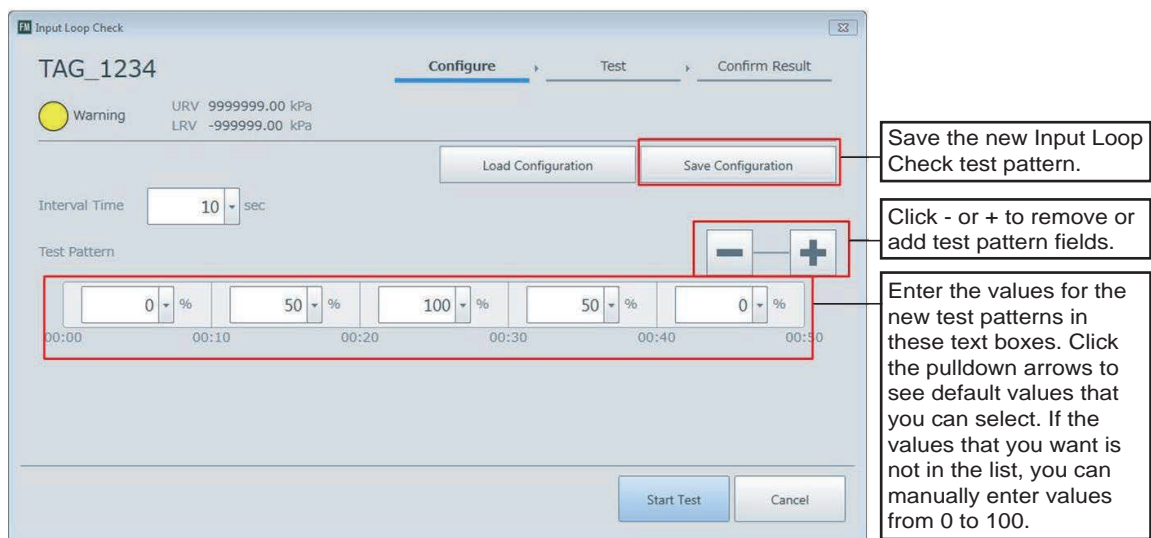 FM Input Loop Check
TAG_1234
Configure
Test
Confirm Result
Warning
URV 9999999.00 kPa
LRV -999999.00 kPa
Load Configuration
Save Configuration
Interval Time
10 sec
Test Pattern
0 %
50 %
100 %
50 %
0 %
00:00
00:10
00:20
00:30
00:40
00:50
Start Test
Cancel
Save the new Input Loop
Check test pattern.
Click - or + to remove or
add test pattern fields.
Enter the values for the
new test patterns in
these text boxes. Click
the pulldown arrows to
see default values that
you can select. If the
values that you want is
not in the list, you can
manually enter values
from 0 to 100.